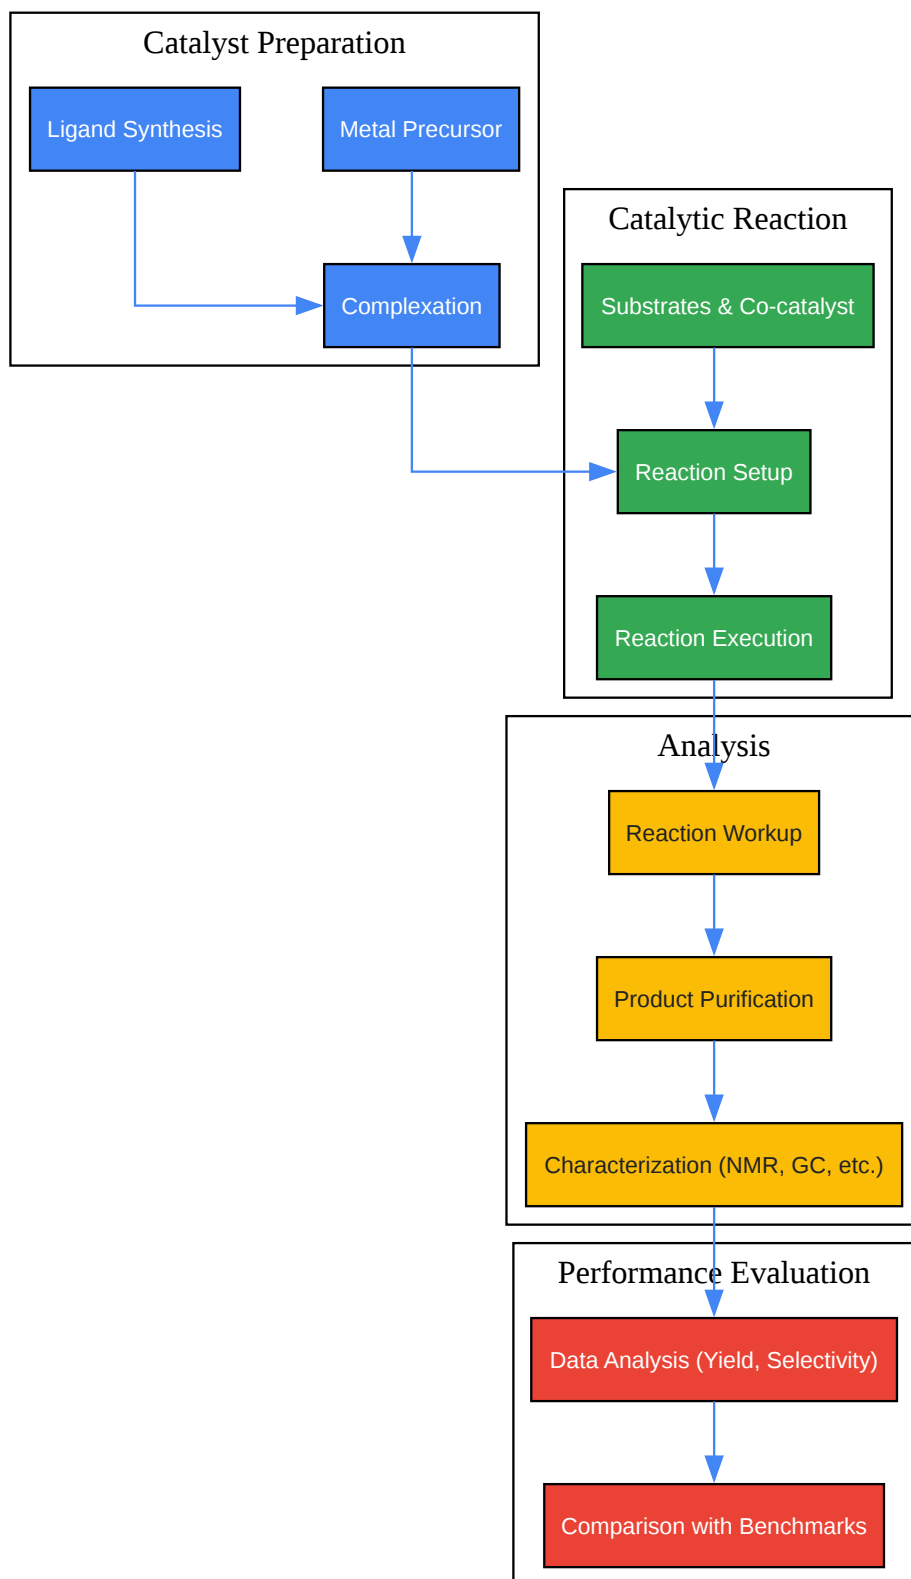 Catalyst Preparation
Ligand Synthesis
Metal Precursor
Complexation
Catalytic Reaction
Substrates & Co-catalyst
Reaction Setup
Reaction Execution
Analysis
Reaction Workup
Product Purification
Characterization (NMR, GC, etc.)
Performance Evaluation
Data Analysis (Yield, Selectivity)
Comparison with Benchmarks